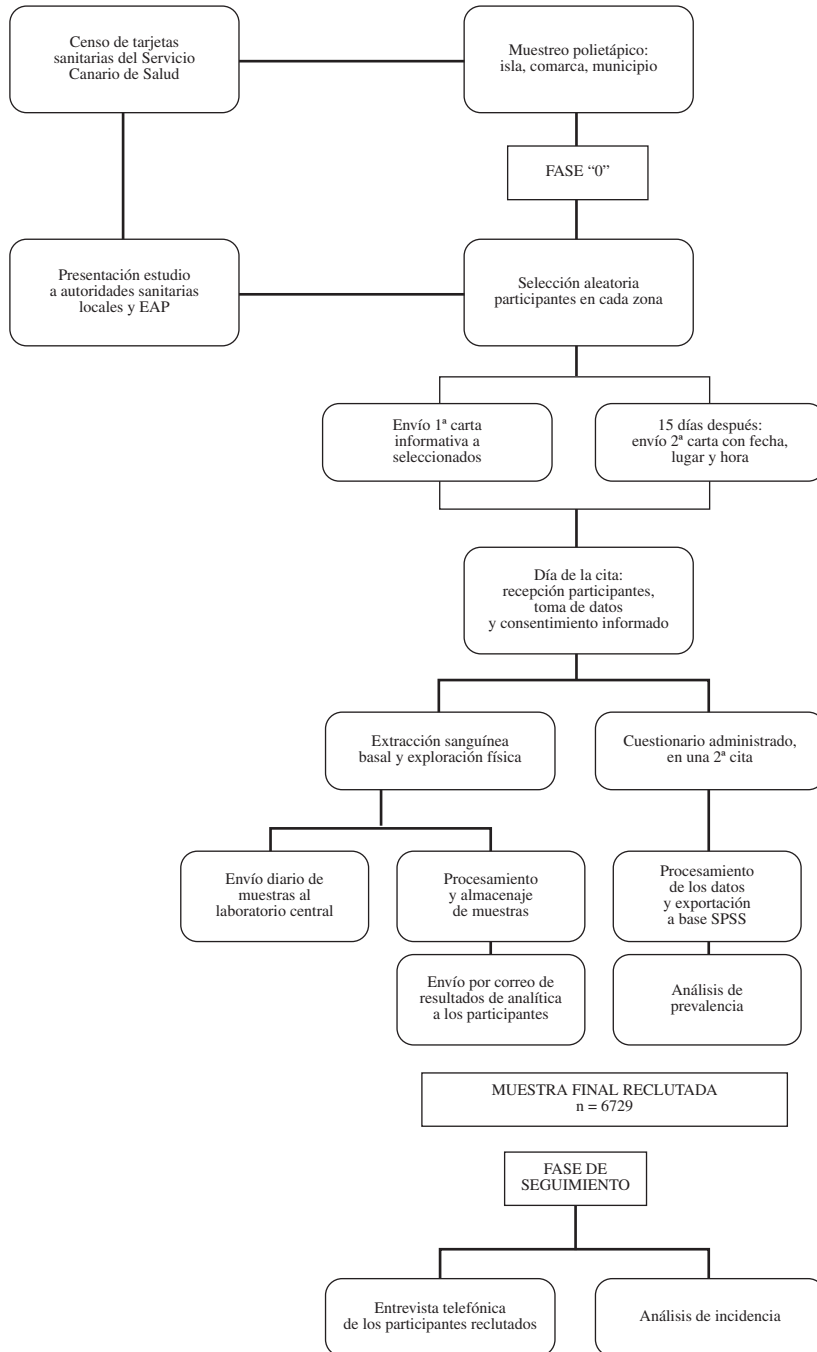 Censo de tarjetas
sanitarias del Servicio
Canario de Salud
Muestreo polietápico:
isla, comarca, municipio
FASE “0”
Presentación estudio
a autoridades sanitarias
locales y EAP
Selección aleatoria
participantes en cada zona
Envío 1ª carta
informativa a
seleccionados
15 días después:
envío 2ª carta con fecha,
lugar y hora
Día de la cita:
recepción participantes,
toma de datos
y consentimiento informado
Extracción sanguínea
basal y exploración física
Cuestionario administrado,
en una 2ª cita
Envío diario de
muestras al
laboratorio central
Procesamiento
y almacenaje
de muestras
Procesamiento
de los datos
y exportación
a base SPSS
Envío por correo de
resultados de analítica
a los participantes
Análisis de
prevalencia
MUESTRA FINAL RECLUTADA
n = 6729
FASE DE
SEGUIMIENTO
Entrevista telefónica
de los participantes reclutados
Análisis de incidencia